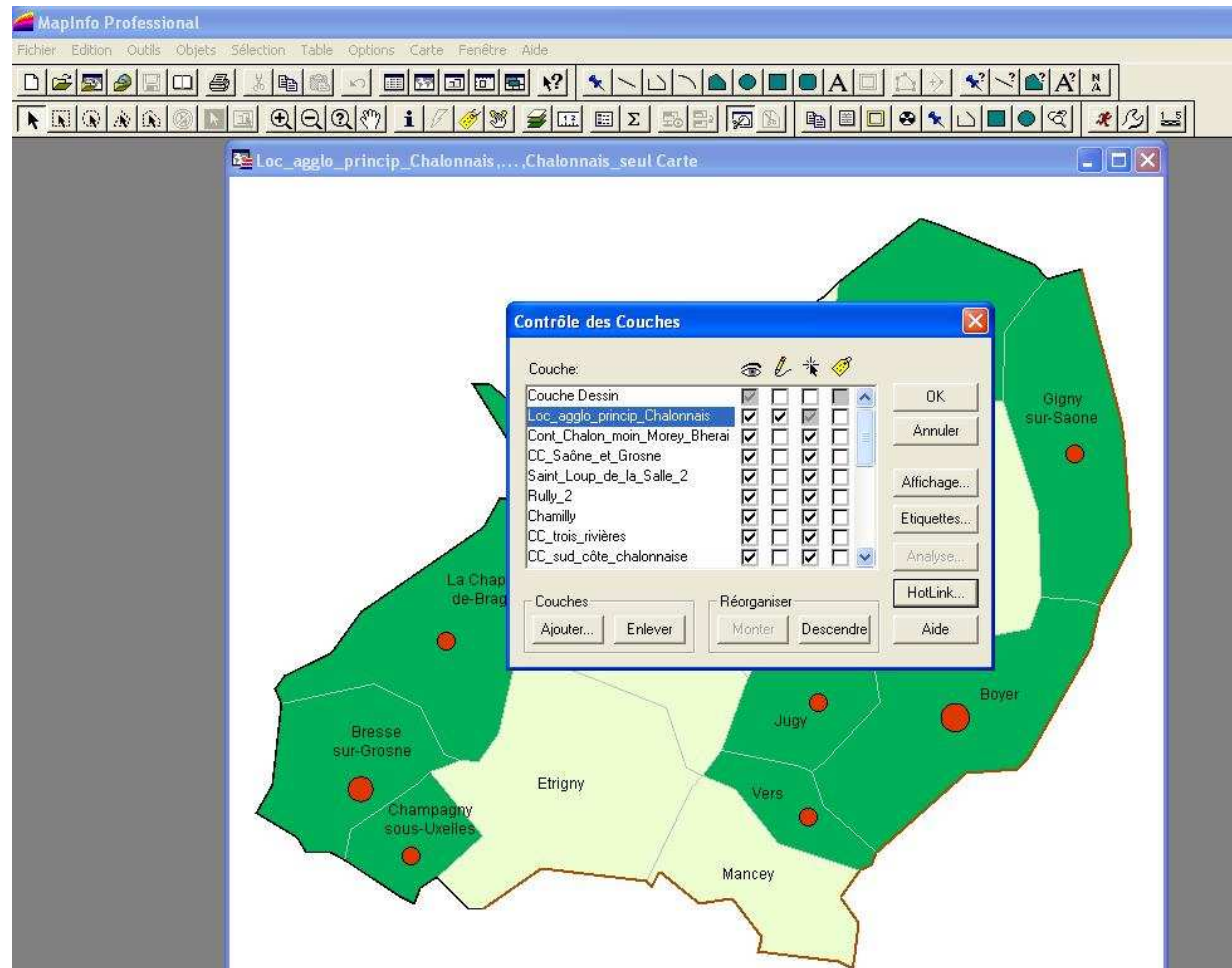 MapInfo Professional
Fichier Edition Outils Objets Sélection Table Options Carte Fenêtre Aide
Loc_agglo_princip_Chalonnais,...,Chalonnais_seul Carte
Contrôle des Couches
Couche:
Couche Dessin
Loc_agglo_princip_Chalonnais
Cont_Chalon_moin_Morey_Bherai
CC_Saône_et_Grosne
Saint_Loup_de_la_Salle_2
Rully_2
Chamilly
CC_trois_rivières
CC_sud_côte_chalonnaise
OK
Annuler
Affichage...
Etiquettes...
Analyse...
HotLink...
Aide
Couches
Ajouter...
Enlever
Réorganiser
Monter
Descendre
Gigny
sur-Saone
La Chap
de-Brag
Boyer
Jugy
Bresse
sur-Grosne
Etrigny
Vers
Champagny
sous-Uxelles
Mancey